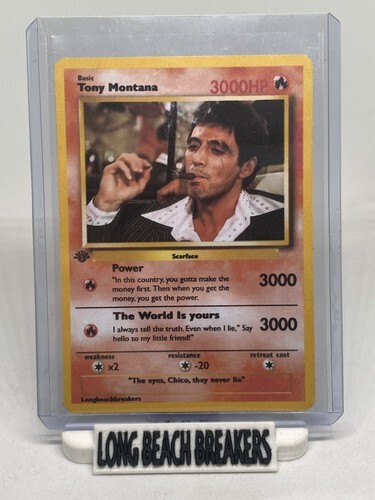 Basic
Tony Montana
3000HP
Scarface
Power
"In this country, you gotta make the
money first. Then when you get the
money, you get the power.
3000
The World Is yours
I always tell the truth. Even when I lie," Say
hello to my little friend!"
3000
weakness
resistance
retreat cost
x2
-20
"The eyes, Chico, they never lie"
Longbeachbreakers
LONG BEACH BREAKERS